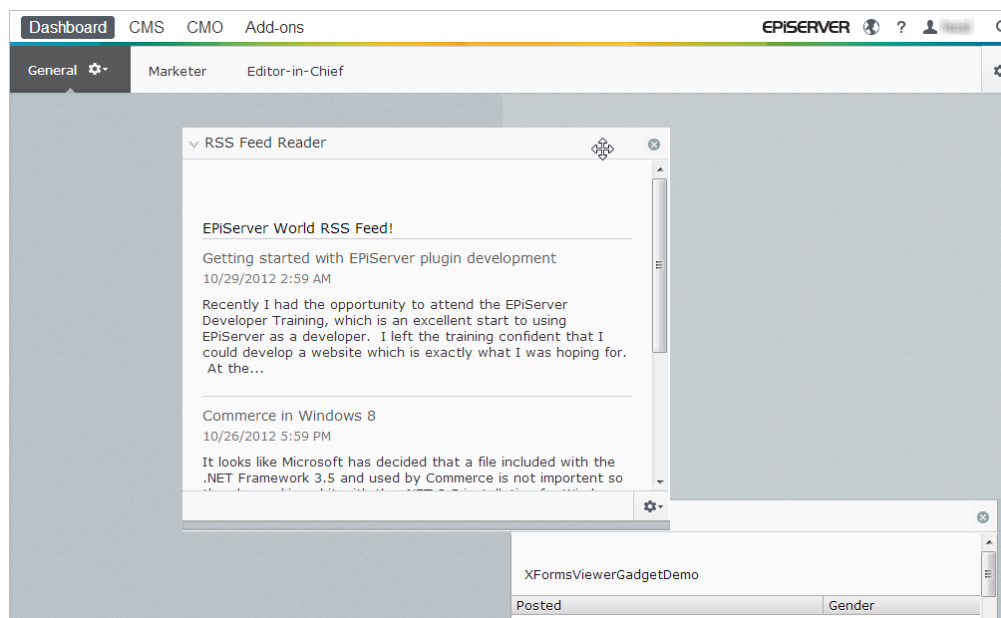 Dashboard CMS CMO Add-ons EPiSERVER ?
General Marketer Editor-in-Chief
RSS Feed Reader
EPiServer World RSS Feed!
Getting started with EPiServer plugin development
10/29/2012 2:59 AM
Recently I had the opportunity to attend the EPiServer
Developer Training, which is an excellent start to using
EPiServer as a developer. I left the training confident that I
could develop a website which is exactly what I was hoping for.
At the...
Commerce in Windows 8
10/26/2012 5:59 PM
It looks like Microsoft has decided that a file included with the
.NET Framework 3.5 and used by Commerce is not importent so
XFormsViewerGadgetDemo
Posted Gender